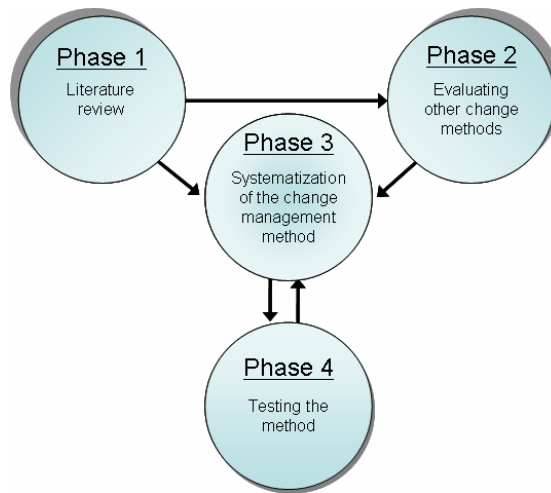 Phase 1
Literature
review
Phase 2
Evaluating
other change
methods
Phase 3
Systematization
of the change
management
method
Phase 4
Testing the
method